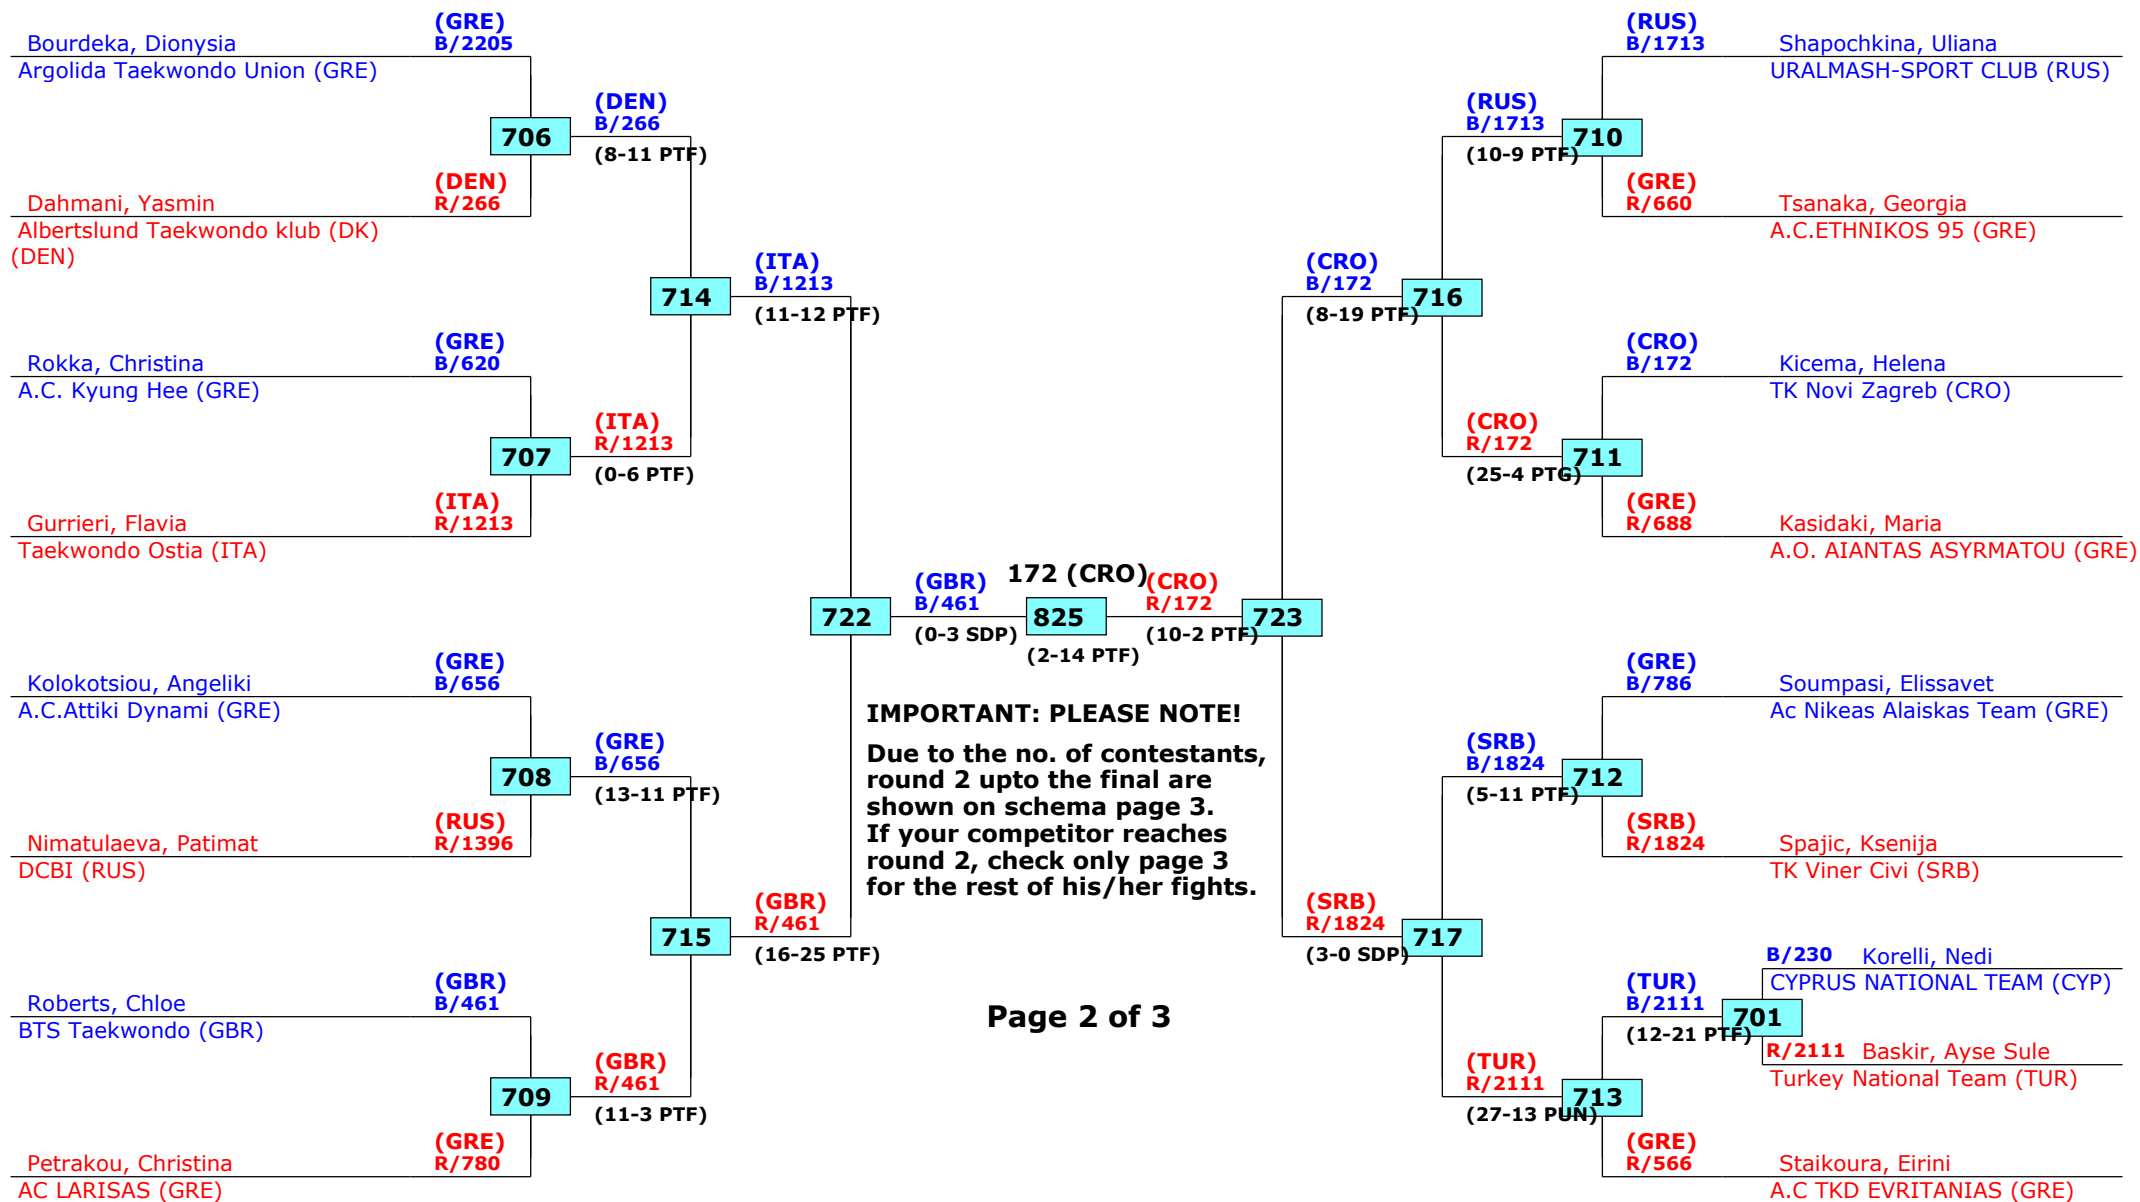 (GRE)
B/2205
Bourdeka, Dionysia
Argolida Taekwondo Union (GRE)
706
(DEN)
B/266
(8-11 PTF)
(DEN)
R/266
Dahmani, Yasmin
Albertslund Taekwondo klub (DK)
(DEN)
714
(ITA)
B/1213
(11-12 PTF)
(GRE)
B/620
Rokka, Christina
A.C. Kyung Hee (GRE)
707
(ITA)
R/1213
(0-6 PTF)
(ITA)
R/1213
Gurrieri, Flavia
Taekwondo Ostia (ITA)
722
(GBR)
B/461
(0-3 SDP)
(GRE)
B/656
Kolokotsiou, Angeliki
A.C.Attiki Dynami (GRE)
708
(GRE)
B/656
(13-11 PTF)
(RUS)
R/1396
Nimatulaeva, Patimat
DCBI (RUS)
715
(GBR)
R/461
(16-25 PTF)
(GBR)
B/461
Roberts, Chloe
BTS Taekwondo (GBR)
709
(GBR)
R/461
(11-3 PTF)
(GRE)
R/780
Petrakou, Christina
AC LARISAS (GRE)
172 (CRO)
825
(2-14 PTF)
IMPORTANT: PLEASE NOTE!
Due to the no. of contestants,
round 2 upto the final are
shown on schema page 3.
If your competitor reaches
round 2, check only page 3
for the rest of his/her fights.
Page 2 of 3
(RUS)
B/1713
Shapochkina, Uliana
URALMASH-SPORT CLUB (RUS)
(RUS)
B/1713
(10-9 PTF)
710
(GRE)
R/660
Tsanaka, Georgia
A.C.ETHNIKOS 95 (GRE)
(CRO)
B/172
(8-19 PTF)
716
(CRO)
B/172
Kicema, Helena
TK Novi Zagreb (CRO)
(CRO)
R/172
(25-4 PTG)
711
(GRE)
R/688
Kasidaki, Maria
A.O. AIANTAS ASYRMATOU (GRE)
(CRO)
R/172
(10-2 PTF)
723
(GRE)
B/786
Soumpasi, Elissavet
Ac Nikeas Alaiskas Team (GRE)
(SRB)
B/1824
(5-11 PTF)
712
(SRB)
R/1824
Spajic, Ksenija
TK Viner Civi (SRB)
(SRB)
R/1824
(3-0 SDP)
717
B/230
Korelli, Nedi
CYPRUS NATIONAL TEAM (CYP)
(TUR)
B/2111
(12-21 PTF)
701
R/2111
Baskir, Ayse Sule
Turkey National Team (TUR)
(TUR)
R/2111
(27-13 PUN)
713
(GRE)
R/566
Staikoura, Eirini
A.C TKD EVRITANIAS (GRE)